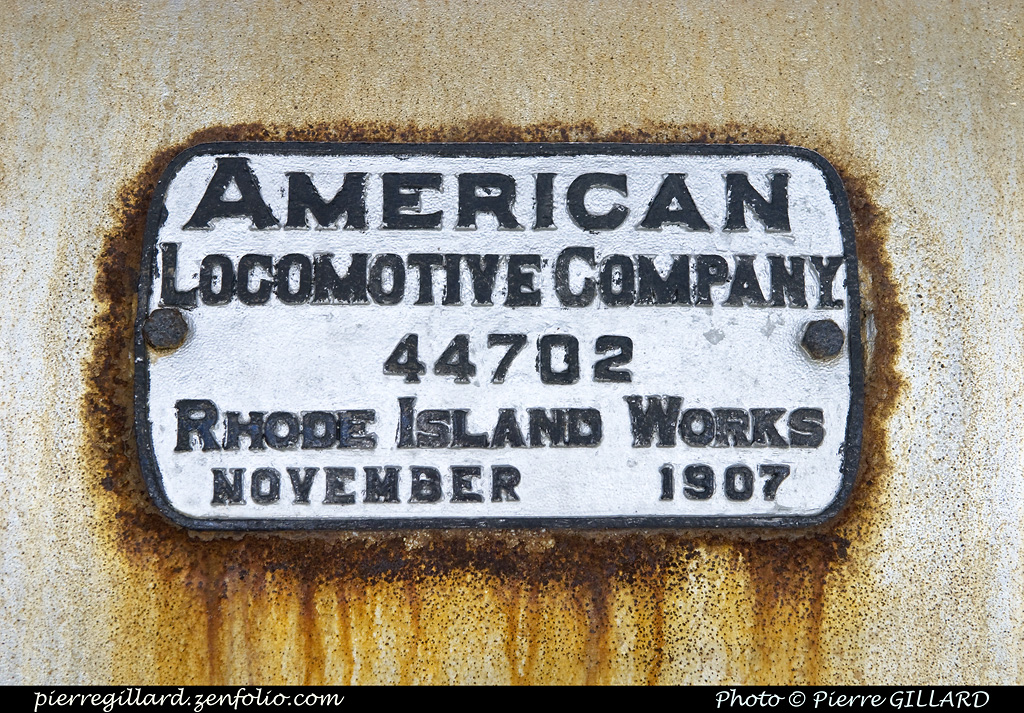 AMERICAN
LOCOMOTIVE COMPANY
44702
RHODE ISLAND WORKS
NOVEMBER 1907
pierregillard.zenfolio.com Photo © Pierre GILLARD